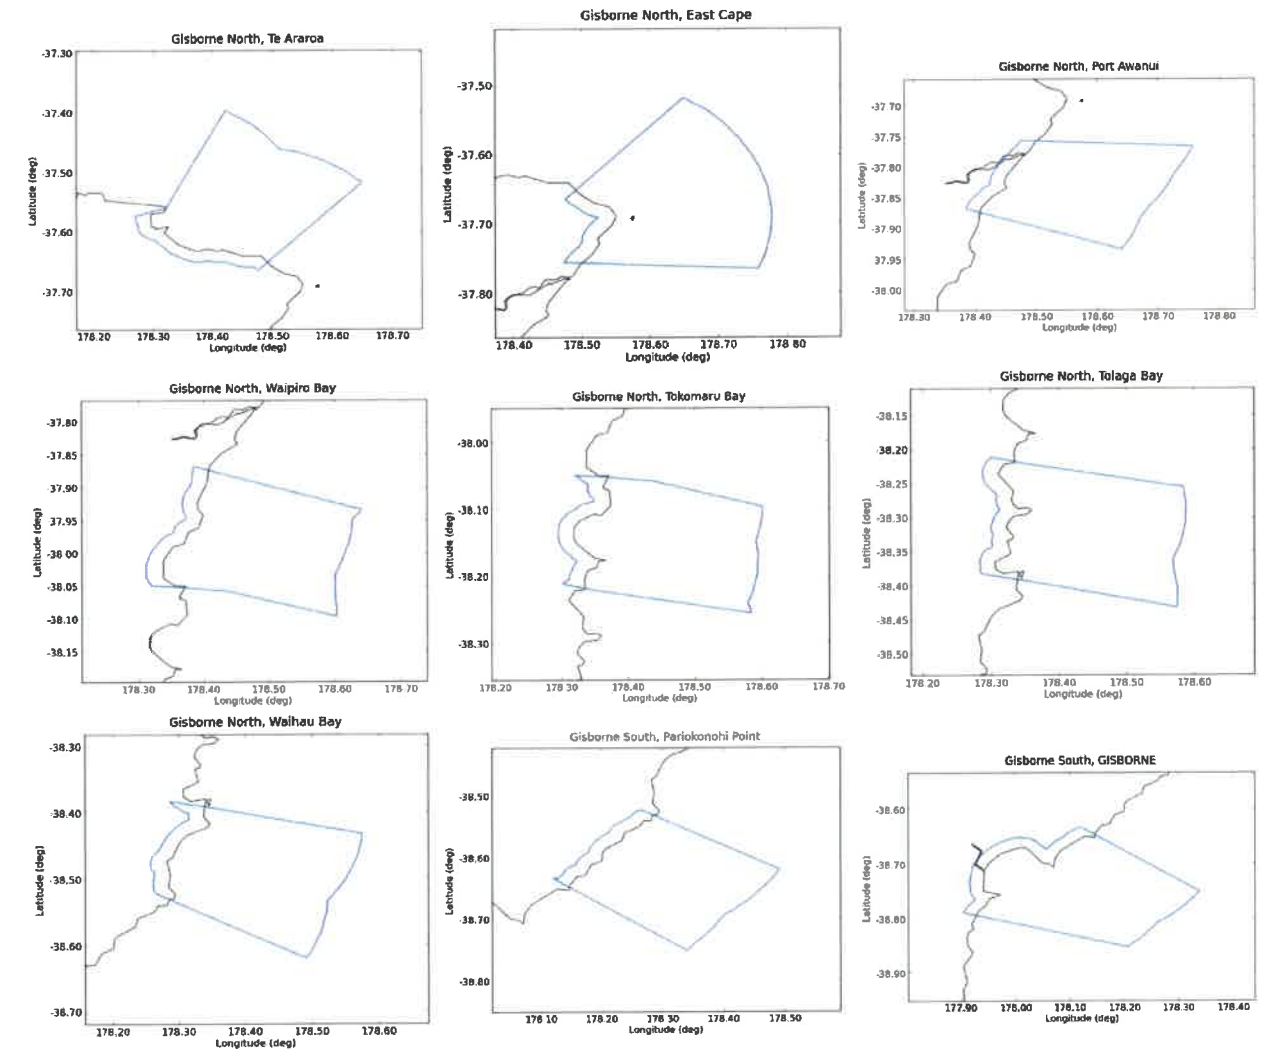 Gisborne North, Te Araroa
-37.30
-37.40
-37.50
-37.60
-37.70
Latitude (deg)
178.20 178.30 178.40 178.50 178.60 178.70
Longitude (deg)
Gisborne North, East Cape
-37.50
-37.60
-37.70
-37.80
Latitude (deg)
178.40 178.50 178.60 178.70 178 80
Longitude (deg)
Gisborne North, Port Awanui
-37.70
-37.75
-37.80
-37.85
-37.90
-37.95
-38.00
Latitude (deg)
178.30 178.40 178.50 178.60 178.70 178.80
Longitude (deg)
Gisborne North, Waipiro Bay
-37.80
-37.85
-37.90
-37.95
-38 00
-38.05
-38.10
-38.15
Latitude (deg)
178.30 178.40 178.50 178.60 178 70
Longitude (deg)
Gisborne North, Tokomaru Bay
-38.00
-38.10
-38.20
-38.30
Latitude (deg)
178.20 178 30 178.40 178.50 178.60 178.70
Longitude (deg)
Gisborne North, Tolaga Bay
-38.15
-38.20
-38.25
-38.30
-38.35
-38.40
-38.45
-38.50
Latitude (deg)
178 20 178.30 178.40 178.50 178.60
Longitude (deg)
Gisborne North, Waihau Bay
-38.30
-38.40
-38.50
-38.60
-38.70
Latitude (deg)
178.20 178.30 178.40 178.50 178.60
Longitude (deg)
Gisborne South, Pariokonohi Point
-38.50
-38.60
-38.70
-38.80
Latitude (deg)
178 10 178.20 178.30 178.40 178.50
Longitude (deg)
Gisborne South, GISBORNE
-38.60
-38.70
-38.80
-38.90
Latitude (deg)
177.90 178.00 178.10 178.20 178.30 178.40
Longitude (deg)